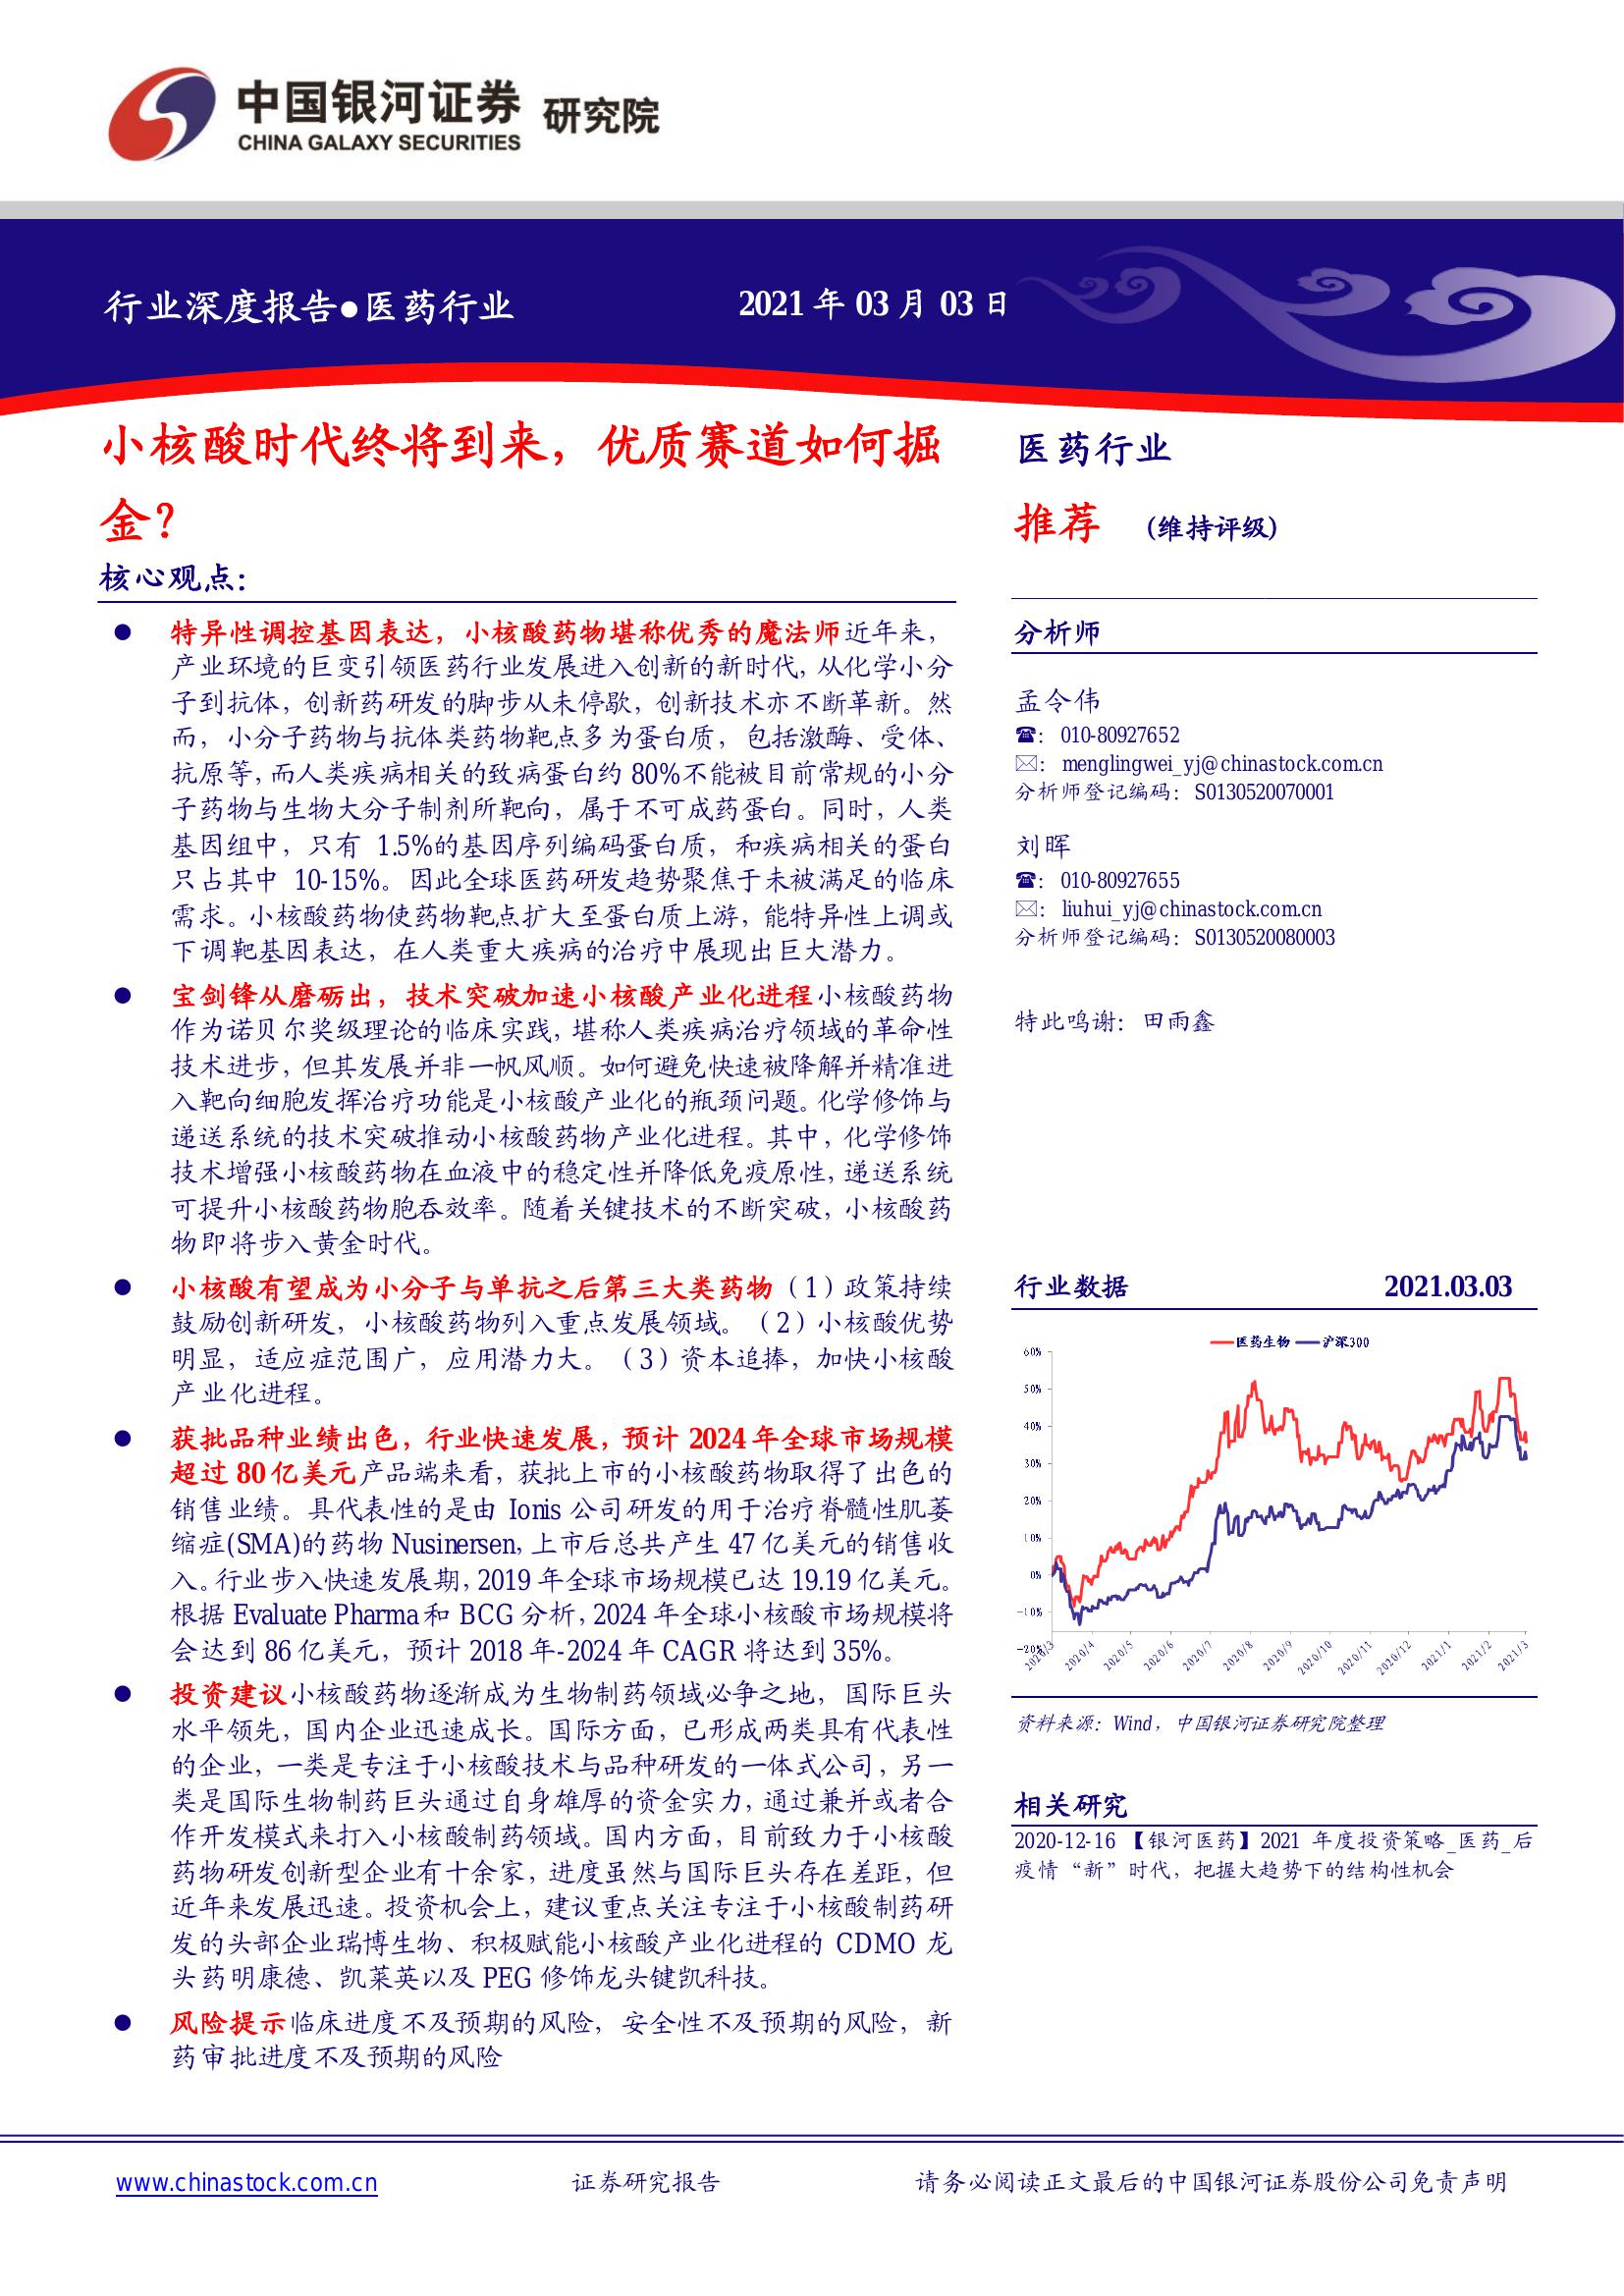 中国银河证券 研究院
CHINA GALAXY SECURITIES
行业深度报告●医药行业
2021 年 03 月 03 日
小核酸时代终将到来，优质赛道如何掘
金？
核心观点：
● 特异性调控基因表达，小核酸药物堪称优秀的魔法师近年来，
产业环境的巨变引领医药行业发展进入创新的新时代，从化学小分
子到抗体，创新药研发的脚步从未停歇，创新技术亦不断革新。然
而，小分子药物与抗体类药物靶点多为蛋白质，包括激酶、受体、
抗原等，而人类疾病相关的致病蛋白约 80%不能被目前常规的小分
子药物与生物大分子制剂所靶向，属于不可成药蛋白。同时，人类
基因组中，只有 1.5%的基因序列编码蛋白质，和疾病相关的蛋白
只占其中 10-15%。因此全球医药研发趋势聚焦于未被满足的临床
需求。小核酸药物使药物靶点扩大至蛋白质上游，能特异性上调或
下调靶基因表达，在人类重大疾病的治疗中展现出巨大潜力。
● 宝剑锋从磨砺出，技术突破加速小核酸产业化进程小核酸药物
作为诺贝尔奖级理论的临床实践，堪称人类疾病治疗领域的革命性
技术进步，但其发展并非一帆风顺。如何避免快速被降解并精准进
入靶向细胞发挥治疗功能是小核酸产业化的瓶颈问题。化学修饰与
递送系统的技术突破推动小核酸药物产业化进程。其中，化学修饰
技术增强小核酸药物在血液中的稳定性并降低免疫原性，递送系统
可提升小核酸药物胞吞效率。随着关键技术的不断突破，小核酸药
物即将步入黄金时代。
● 小核酸有望成为小分子与单抗之后第三大类药物（1）政策持续
鼓励创新研发，小核酸药物列入重点发展领域。（2）小核酸优势
明显，适应症范围广，应用潜力大。（3）资本追捧，加快小核酸
产业化进程。
● 获批品种业绩出色，行业快速发展，预计 2024 年全球市场规模
超过 80 亿美元产品端来看，获批上市的小核酸药物取得了出色的
销售业绩。具代表性的是由 Ionis 公司研发的用于治疗脊髓性肌萎
缩症(SMA)的药物 Nusinersen，上市后总共产生 47 亿美元的销售收
入。行业步入快速发展期，2019 年全球市场规模已达 19.19 亿美元。
根据 Evaluate Pharma 和 BCG 分析，2024 年全球小核酸市场规模将
会达到 86 亿美元，预计 2018 年-2024 年 CAGR 将达到 35%。
● 投资建议小核酸药物逐渐成为生物制药领域必争之地，国际巨头
水平领先，国内企业迅速成长。国际方面，已形成两类具有代表性
的企业，一类是专注于小核酸技术与品种研发的一体式公司，另一
类是国际生物制药巨头通过自身雄厚的资金实力，通过兼并或者合
作开发模式来打入小核酸制药领域。国内方面，目前致力于小核酸
药物研发创新型企业有十余家，进度虽然与国际巨头存在差距，但
近年来发展迅速。投资机会上，建议重点关注专注于小核酸制药研
发的头部企业瑞博生物、积极赋能小核酸产业化进程的 CDMO 龙
头药明康德、凯莱英以及 PEG 修饰龙头键凯科技。
● 风险提示临床进度不及预期的风险，安全性不及预期的风险，新
药审批进度不及预期的风险
医药行业
推荐 （维持评级）
分析师
孟令伟
☎： 010-80927652
✉： menglingwei_yj@chinastock.com.cn
分析师登记编码：S0130520070001
刘晖
☎： 010-80927655
✉： liuhui_yj@chinastock.com.cn
分析师登记编码：S0130520080003
特此鸣谢：田雨鑫
行业数据 2021.03.03
医药生物 沪深300
60%
50%
40%
30%
20%
10%
0%
-10%
-20%
2020/3 2020/4 2020/5 2020/6 2020/7 2020/8 2020/9 2020/10 2020/11 2020/12 2021/1 2021/2 2021/3
资料来源：Wind，中国银河证券研究院整理
相关研究
2020-12-16 【银河医药】2021 年度投资策略_医药_后
疫情“新”时代，把握大趋势下的结构性机会
www.chinastock.com.cn 证券研究报告 请务必阅读正文最后的中国银河证券股份公司免责声明